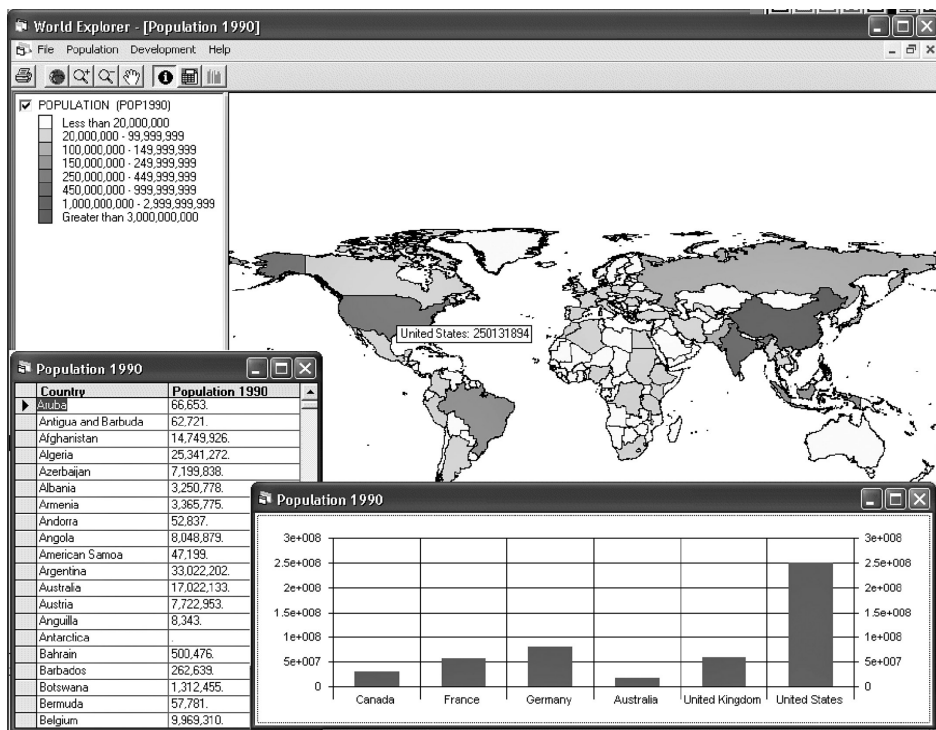 World Explorer - [Population 1990]
File Population Development Help
POPULATION (POP1990)
Less than 20,000,000
20,000,000 - 99,999,999
100,000,000 - 149,999,999
150,000,000 - 249,999,999
250,000,000 - 449,999,999
450,000,000 - 999,999,999
1,000,000,000 - 2,999,999,999
Greater than 3,000,000,000
United States: 250131894
Population 1990
Country Population 1990
Aruba 66,653.
Antigua and Barbuda 62,721.
Afghanistan 14,749,926.
Algeria 25,341,272.
Azerbaijan 7,199,838.
Albania 3,250,778.
Armenia 3,365,775.
Andorra 52,837.
Angola 8,048,879.
American Samoa 47,199.
Argentina 33,022,202.
Australia 17,022,133.
Austria 7,722,953.
Anguilla 8,343.
Antarctica .
Bahrain 500,476.
Barbados 262,639.
Botswana 1,312,455.
Bermuda 57,781.
Belgium 9,969,310.
Population 1990
3e+008 3e+008
2.5e+008 2.5e+008
2e+008 2e+008
1.5e+008 1.5e+008
1e+008 1e+008
5e+007 5e+007
0 0
Canada France Germany Australia United Kingdom United States